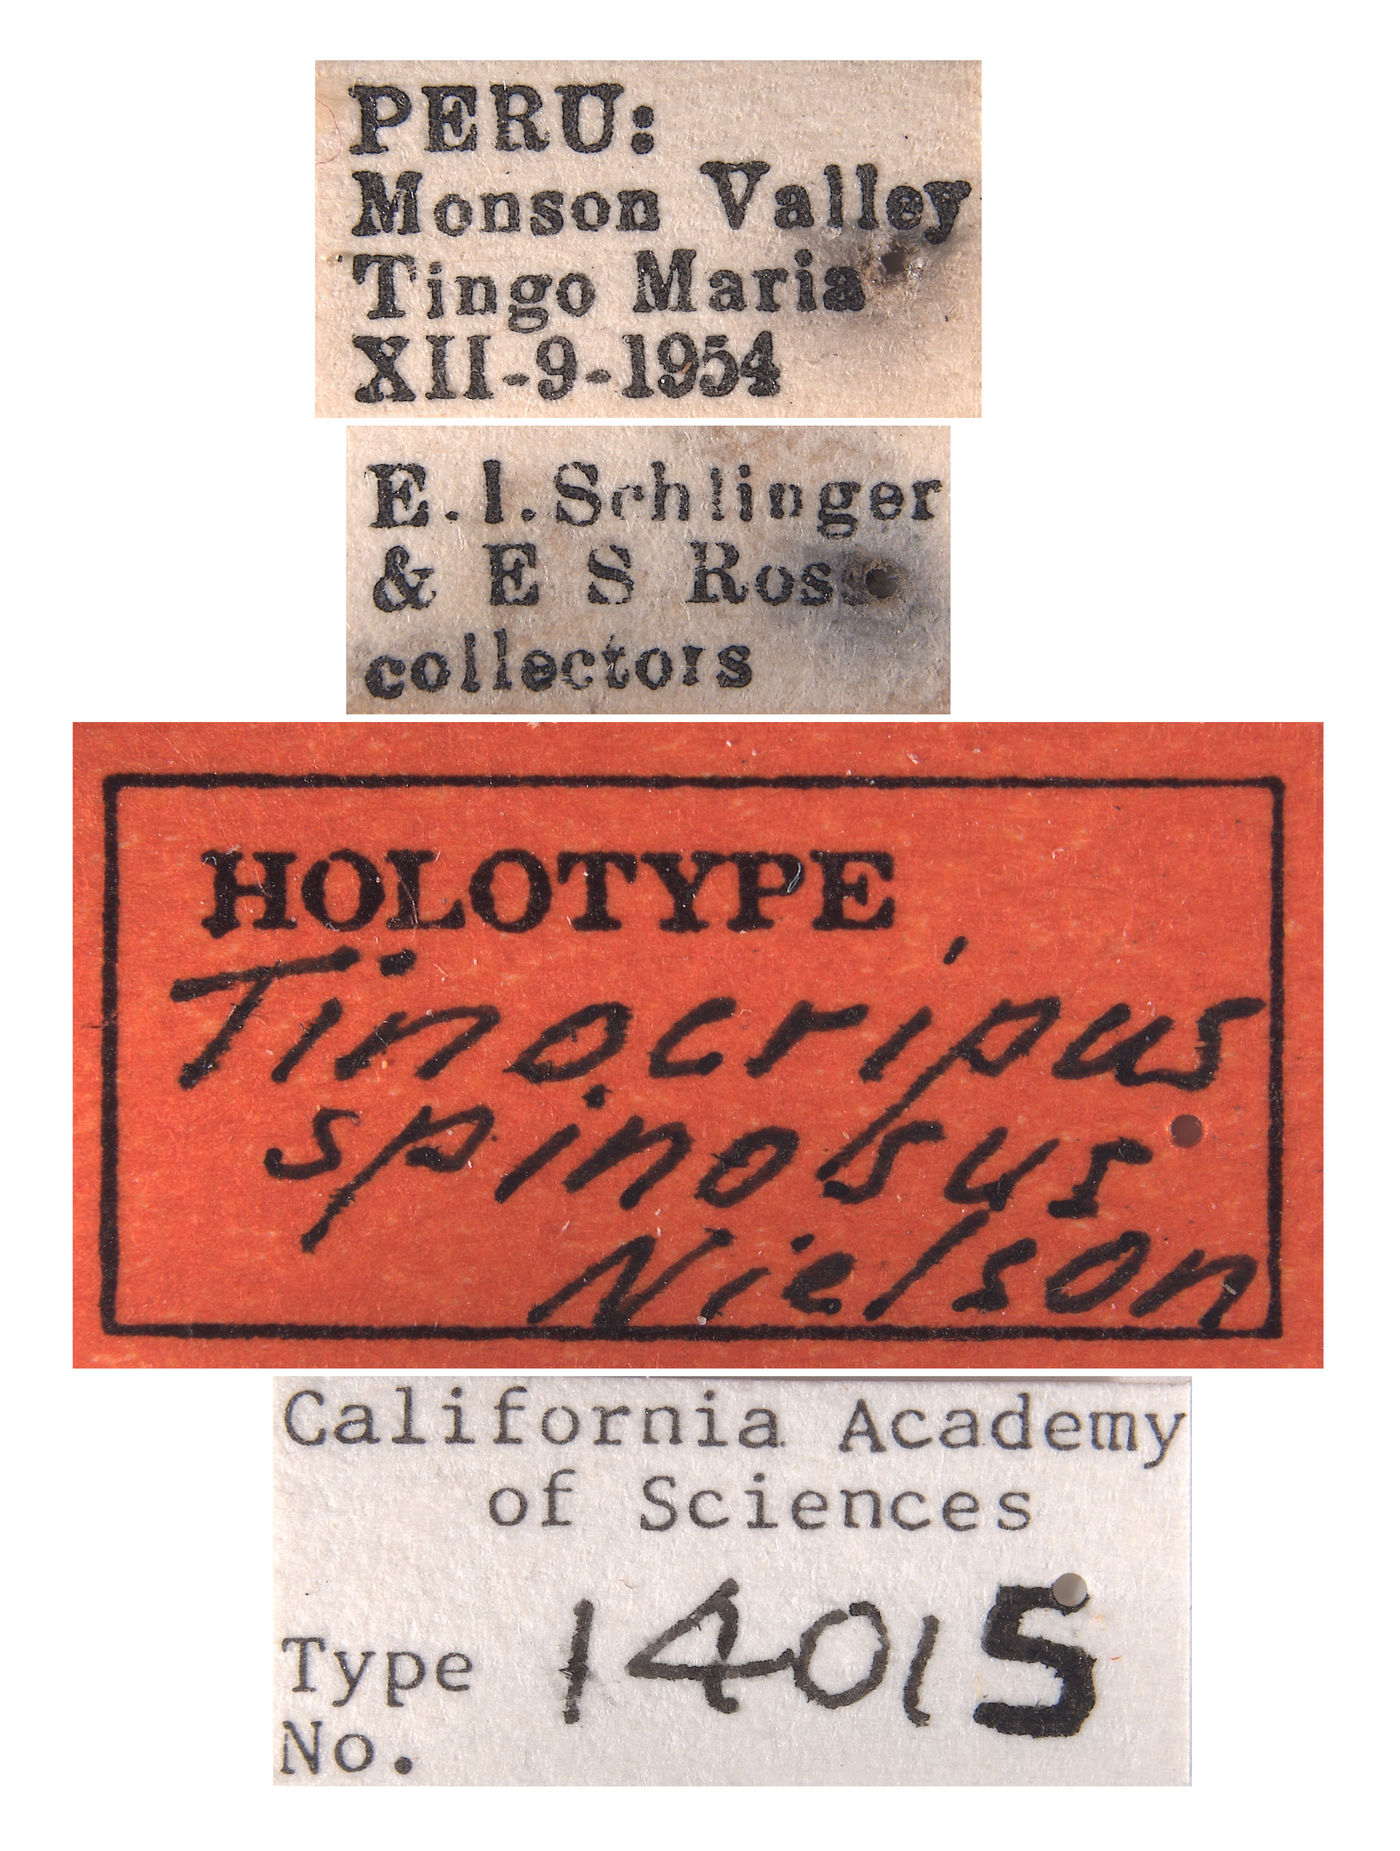 PERU:
Monson Valley
Tingo Maria
XII-9-1954
E.I.Schlinger
& E S Ross
collectors
HOLOTYPE
Tinocripus
spinosus
Nielson
California Academy
of Sciences
Type
No. 14015